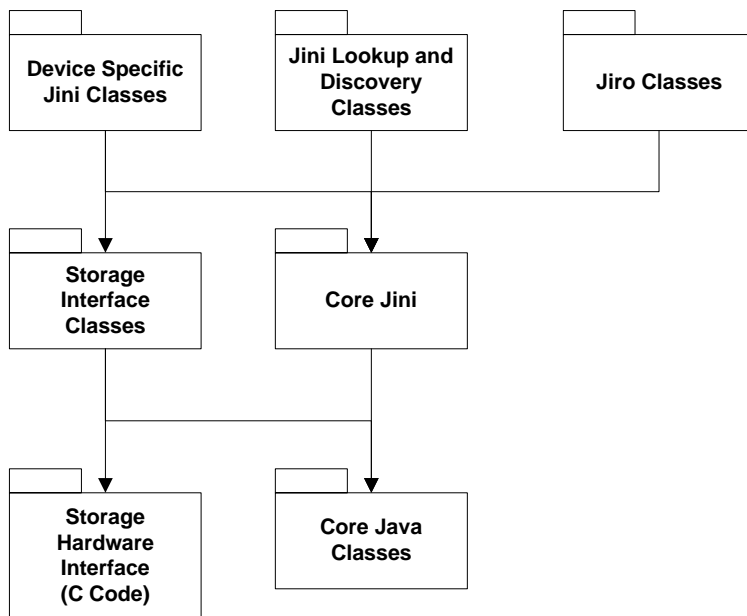 Device Specific
Jini Classes
Jini Lookup and
Discovery
Classes
Jiro Classes
Storage
Interface
Classes
Core Jini
Storage
Hardware
Interface
(C Code)
Core Java
Classes